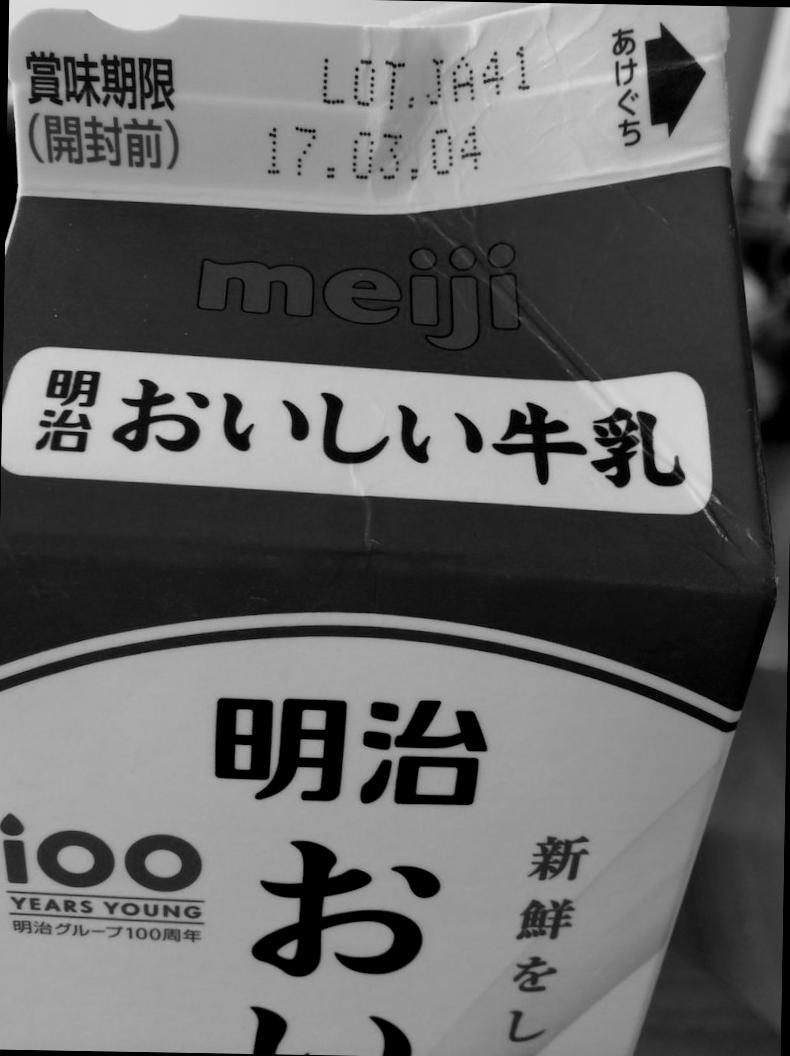 賞味期限
(開封前)
LOT.JA41
17.03.04
あけぐち
meiji
明治
おいしい牛乳
明治
おい
100
YEARS YOUNG
明治グループ100周年
新鮮をし